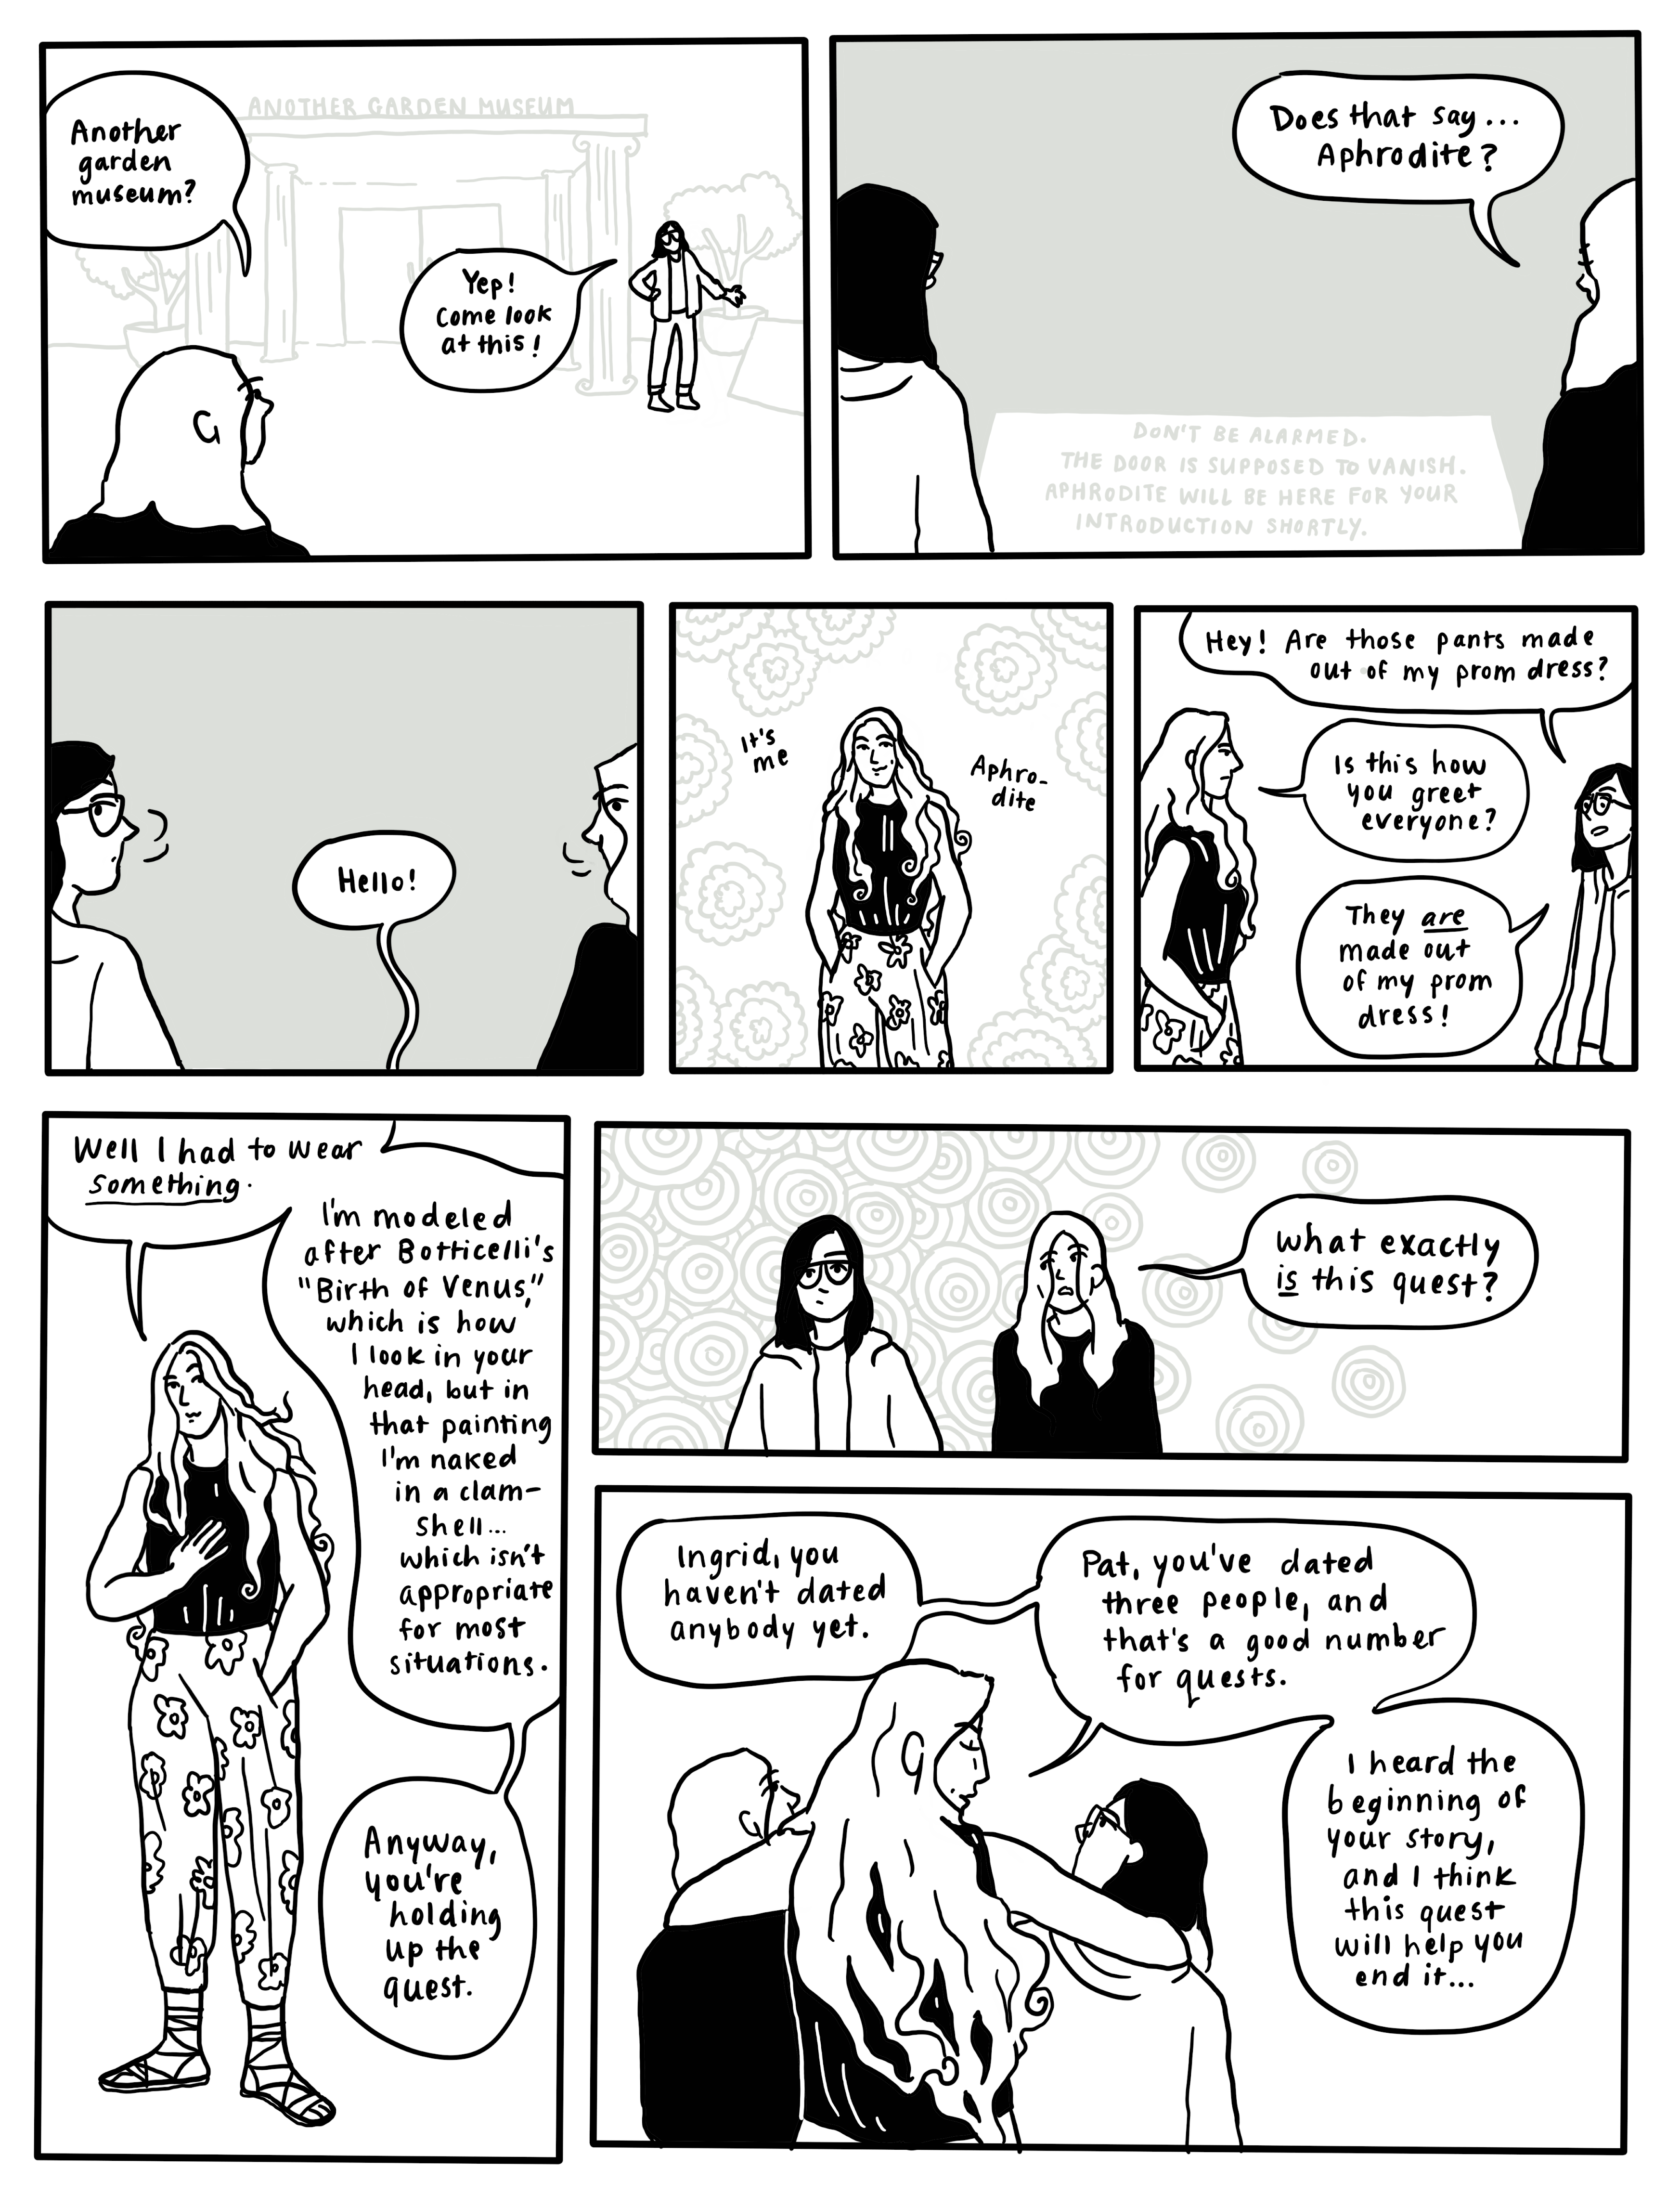 Another
garden
museum?
ANOTHER GARDEN MUSEUM
Yep!
Come look
at this!
Does that say...
Aphrodite?
DON'T BE ALARMED.
THE DOOR IS SUPPOSED TO VANISH.
APHRODITE WILL BE HERE FOR YOUR
INTRODUCTION SHORTLY.
Hello!
It's
me
Aphro-
dite
Hey! Are those pants made
out of my prom dress?
Is this how
you greet
everyone?
They are
made out
of my prom
dress!
Well I had to wear
something.
I'm modeled
after Botticelli's
"Birth of Venus,"
which is how
I look in your
head, but in
that painting
I'm naked
in a clam-
shell...
which isn't
appropriate
for most
situations.
Anyway,
you're
holding
up the
quest.
What exactly
is this quest?
Ingrid, you
haven't dated
anybody yet.
Pat, you've dated
three people, and
that's a good number
for quests.
I heard the
beginning of
your story,
and I think
this quest
will help you
end it...